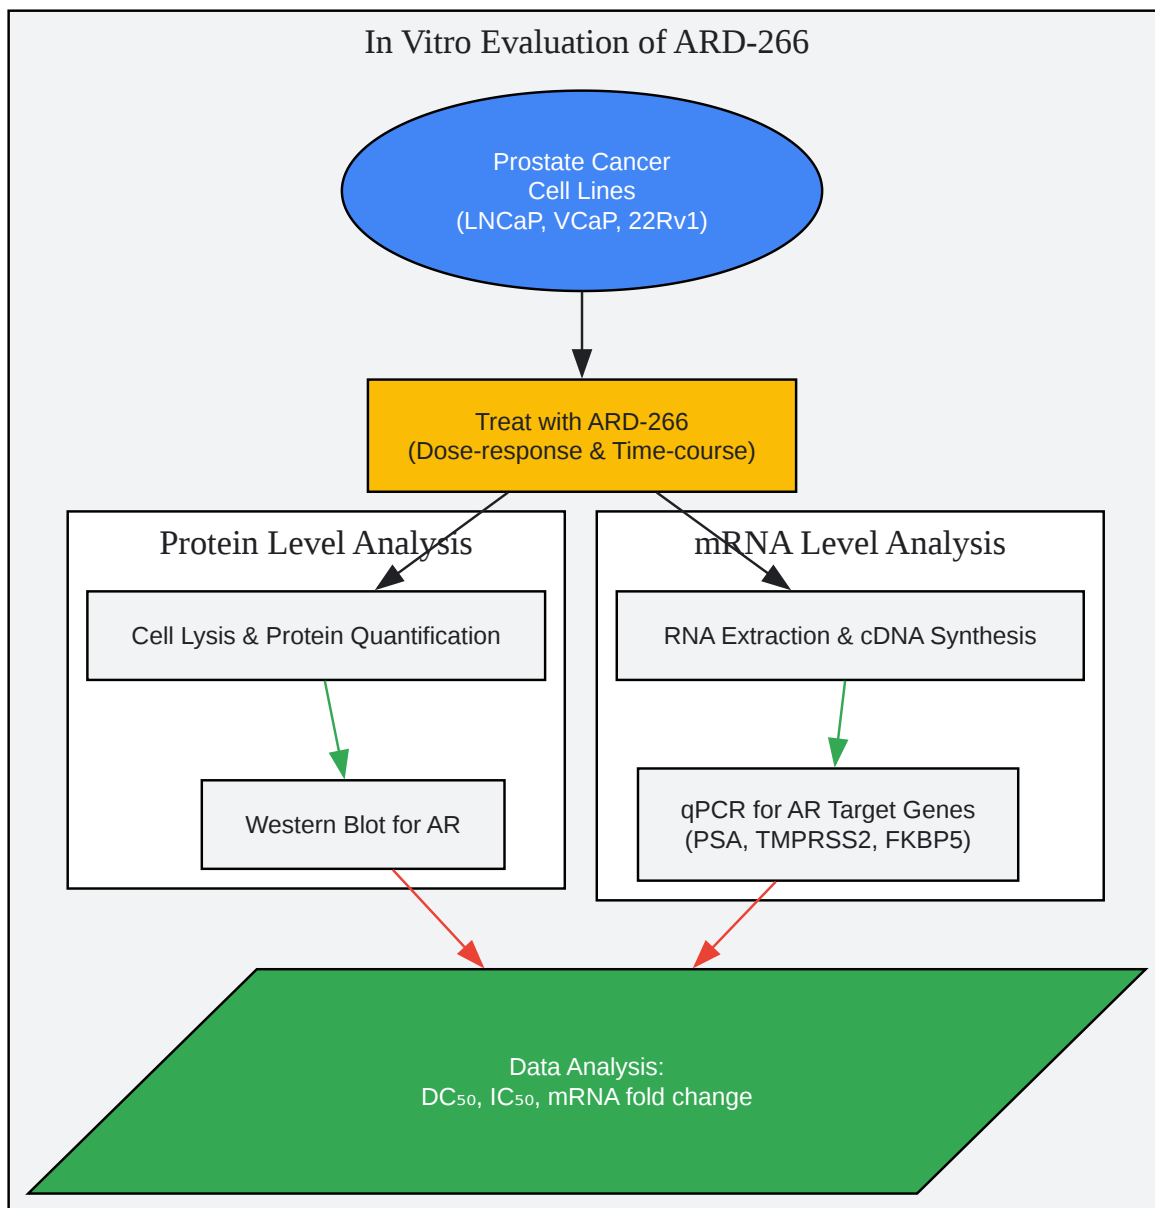 In Vitro Evaluation of ARD-266
Prostate Cancer
Cell Lines
(LNCaP, VCaP, 22Rv1)
Treat with ARD-266
(Dose-response & Time-course)
Protein Level Analysis
Cell Lysis & Protein Quantification
Western Blot for AR
mRNA Level Analysis
RNA Extraction & cDNA Synthesis
qPCR for AR Target Genes
(PSA, TMPRSS2, FKBP5)
Data Analysis:
DC₅₀, IC₅₀, mRNA fold change